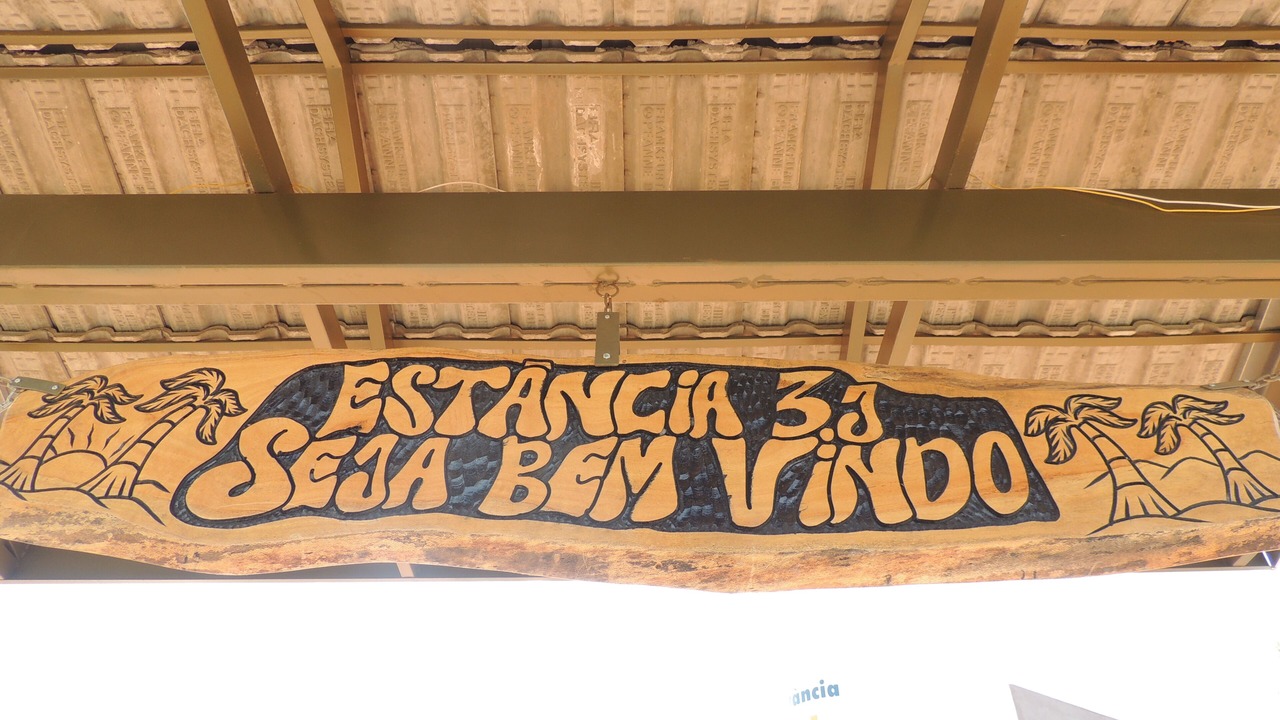 ESTÂNCiA 3J
SEJA BEM ViNDO
ância